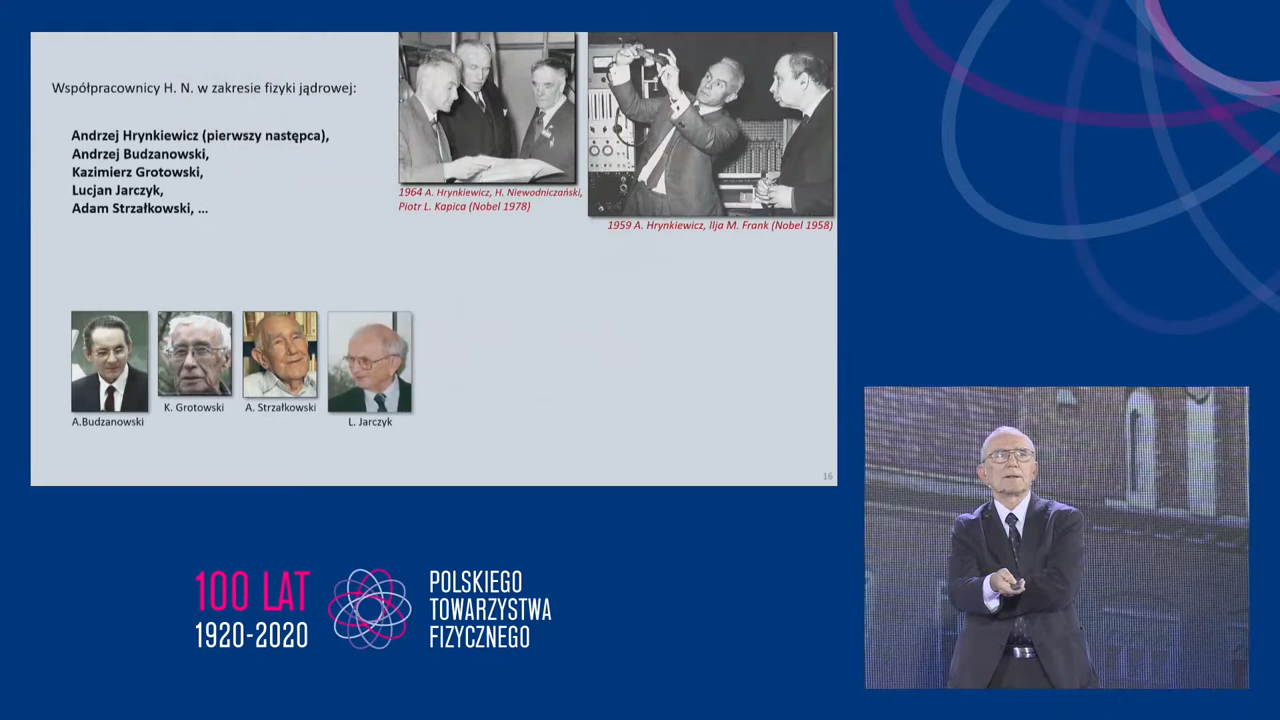 Współpracownicy H. N. w zakresie fizyki jądrowej:
Andrzej Hrynkiewicz (pierwszy następca),
Andrzej Budzanowski,
Kazimierz Grotowski,
Lucjan Jarczyk,
Adam Strzałkowski, ...
1964 A. Hrynkiewicz, H. Niewodniczański,
Piotr L. Kapica (Nobel 1978)
1959 A. Hrynkiewicz, Ilja M. Frank (Nobel 1958)
A.Budzanowski
K. Grotowski
A. Strzałkowski
L. Jarczyk
16
100 LAT
1920-2020
POLSKIEGO
TOWARZYSTWA
FIZYCZNEGO